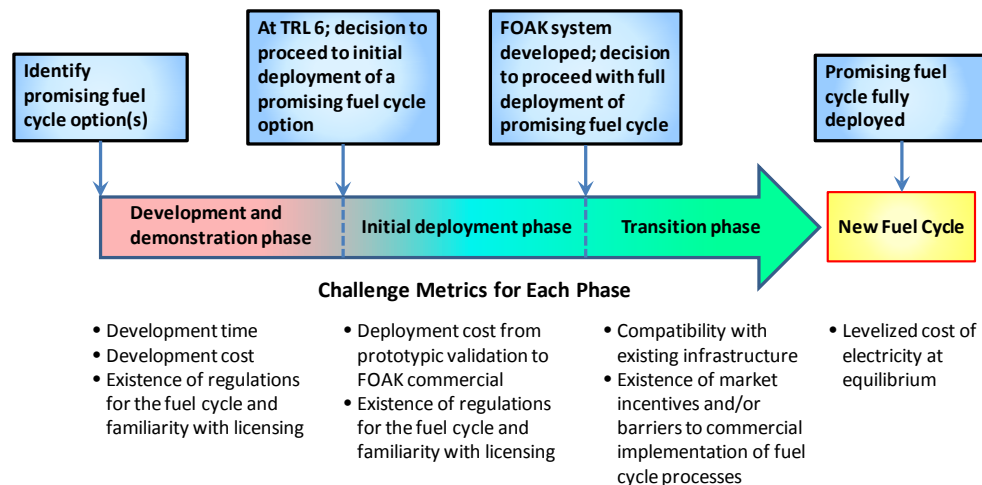 Identify
promising fuel
cycle option(s)
At TRL 6; decision to
proceed to initial
deployment of a
promising fuel cycle
option
FOAK system
developed; decision
to proceed with full
deployment of
promising fuel cycle
Promising fuel
cycle fully
deployed
Development and
demonstration phase
Initial deployment phase
Transition phase
New Fuel Cycle
Challenge Metrics for Each Phase
• Development time
• Development cost
• Existence of regulations
for the fuel cycle and
familiarity with licensing
• Deployment cost from
prototypic validation to
FOAK commercial
• Existence of regulations
for the fuel cycle and
familiarity with licensing
• Compatibility with
existing infrastructure
• Existence of market
incentives and/or
barriers to commercial
implementation of fuel
cycle processes
• Levelized cost of
electricity at
equilibrium